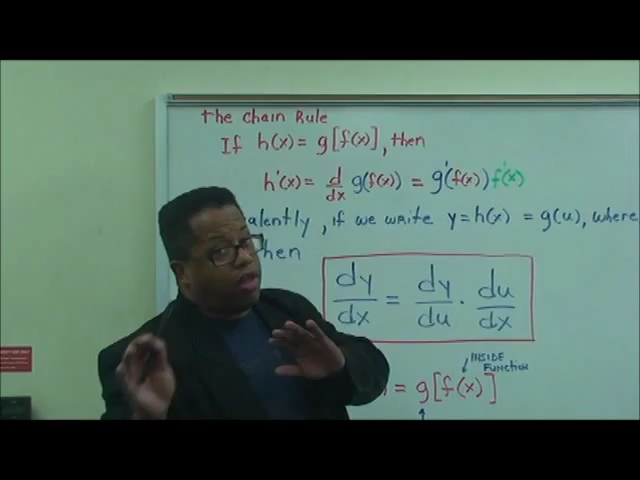 the Chain Rule
If h(x) = g[f(x)], then
h'(x) = d/dx g(f(x)) = g'(f(x)) f'(x)
alently, if we write y = h(x) = g(u), where
then
dy/dx = dy/du · du/dx
INSIDE
FUNCTION
= g[f(x)]